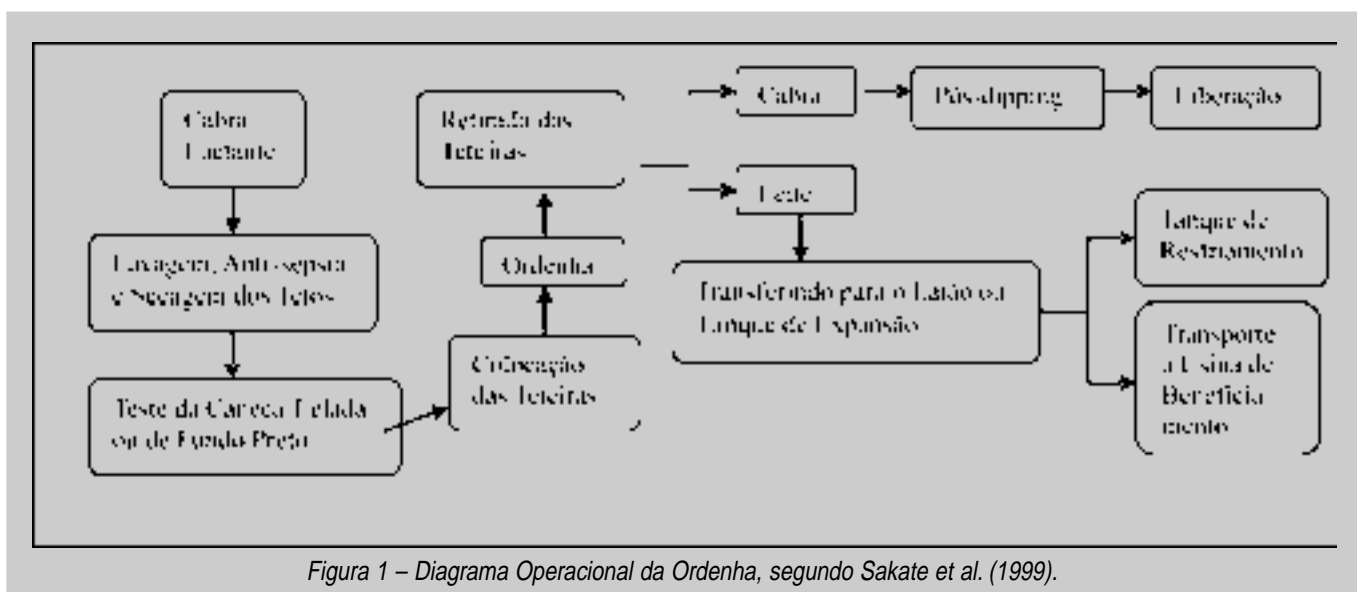 Cabra
Lactante
Lavagem, Anti-sepsia
e Secagem dos Tetos
Teste da Caneca Telada
ou de Fundo Preto
Colocação
das Teteiras
Ordenha
Retirada das
Teteiras
Cabra
Pós-dipping
Liberação
Leite
Transferindo para o Latão ou
Tanque de Expansão
Tanque de
Resfriamento
Transporte
a Usina de
Beneficia
mento
Figura 1 – Diagrama Operacional da Ordenha, segundo Sakate et al. (1999).